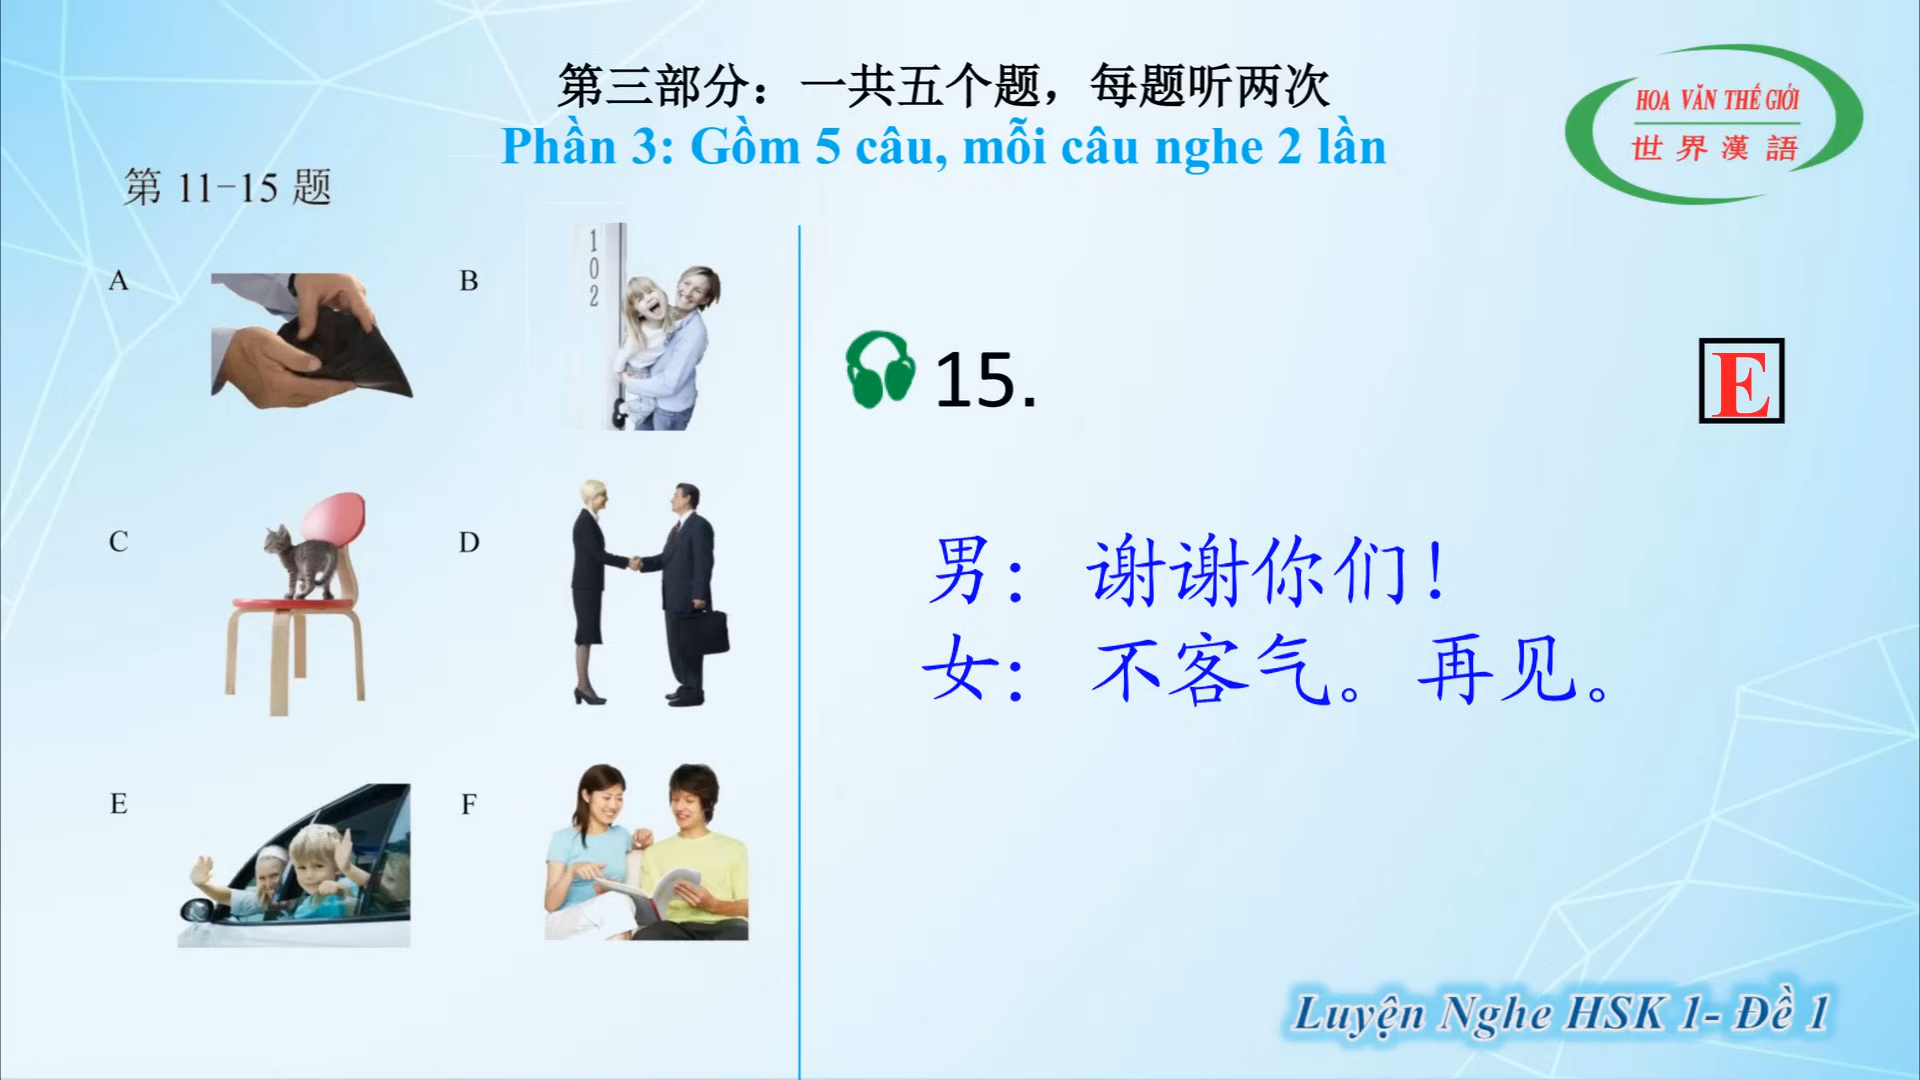 第三部分：一共五个题，每题听两次
Phần 3: Gồm 5 câu, mỗi câu nghe 2 lần
HOA VĂN THẾ GIỚI
世界漢語
第 11-15 题
A
B
102
C
D
E
F
15.
E
男：谢谢你们！
女：不客气。再见。
Luyện Nghe HSK 1- Đề 1